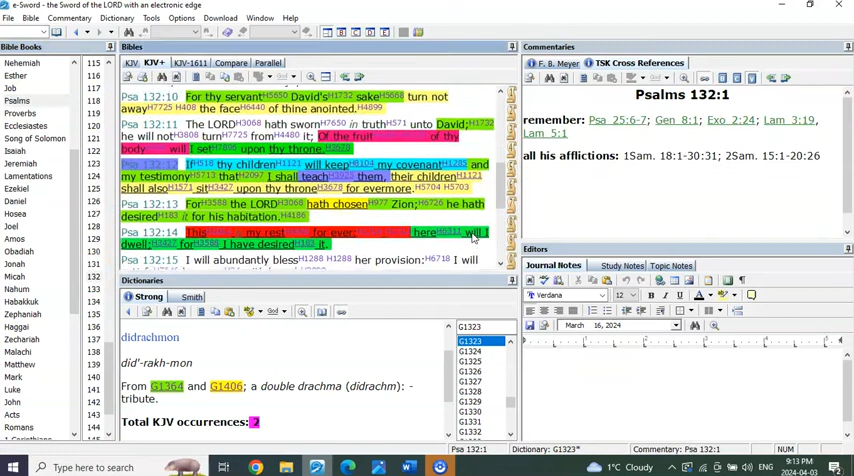 e-Sword - the Sword of the LORD with an electronic edge
File Bible Commentary Dictionary Tools Options Download Window Help
Bible Books
Nehemiah
Esther
Job
Psalms
Proverbs
Ecclesiastes
Song of Solomon
Isaiah
Jeremiah
Lamentations
Ezekiel
Daniel
Hosea
Joel
Amos
Obadiah
Jonah
Micah
Nahum
Habakkuk
Zephaniah
Haggai
Zechariah
Malachi
Matthew
Mark
Luke
John
Acts
Romans
115
116
117
118
119
120
121
122
123
124
125
126
127
128
129
130
131
132
133
134
135
136
137
138
139
140
141
142
143
144
145
Bibles
KJV KJV+ KJV-1611 Compare Parallel
Psa 132:10 For thy servant H5650 David's H1732 sake H5668 turn not
away H7725 H408 the face H6440 of thine anointed. H4899
Psa 132:11 The LORD H3068 hath sworn H7650 in truth H571 unto David; H1732
he will not H3808 turn H7725 from H4480 it; Of the fruit of thy
body will I set H7896 upon thy throne. H3678
Psa 132:12 If H518 thy children H1121 will keep H8104 my covenant H1285 and
my testimony H5713 that H2097 I shall teach H3925 them, their children H1121
shall also H1571 sit H3427 upon thy throne H3678 for evermore. H5704 H5703
Psa 132:13 For H3588 the LORD H3068 hath chosen H977 Zion; H6726 he hath
desired H183 it for his habitation. H4186
Psa 132:14 This is my rest for ever: here H6311 will I
dwell; H3427 for H3588 I have desired H183 it.
Psa 132:15 I will abundantly bless H1288 H1288 her provision: H6718 I will
Dictionaries
Strong Smith
didrachmon
did'-rakh-mon
From G1364 and G1406; a double drachma (didrachm): -
tribute.
Total KJV occurrences: 2
G1323
G1323
G1324
G1325
G1326
G1327
G1328
G1329
G1330
G1331
G1332
Commentaries
F. B. Meyer TSK Cross References
Psalms 132:1
remember: Psa 25:6-7; Gen 8:1; Exo 2:24; Lam 3:19,
Lam 5:1
all his afflictions: 1Sam. 18:1-30:31; 2Sam. 15:1-20:26
Editors
Journal Notes Study Notes Topic Notes
Verdana 12 B I U A
March 16, 2024
Psa 132:1 Dictionary: G1323* Commentary: Psa 132:1 NUM
Type here to search
1°C Cloudy
9:13 PM
2024-04-03